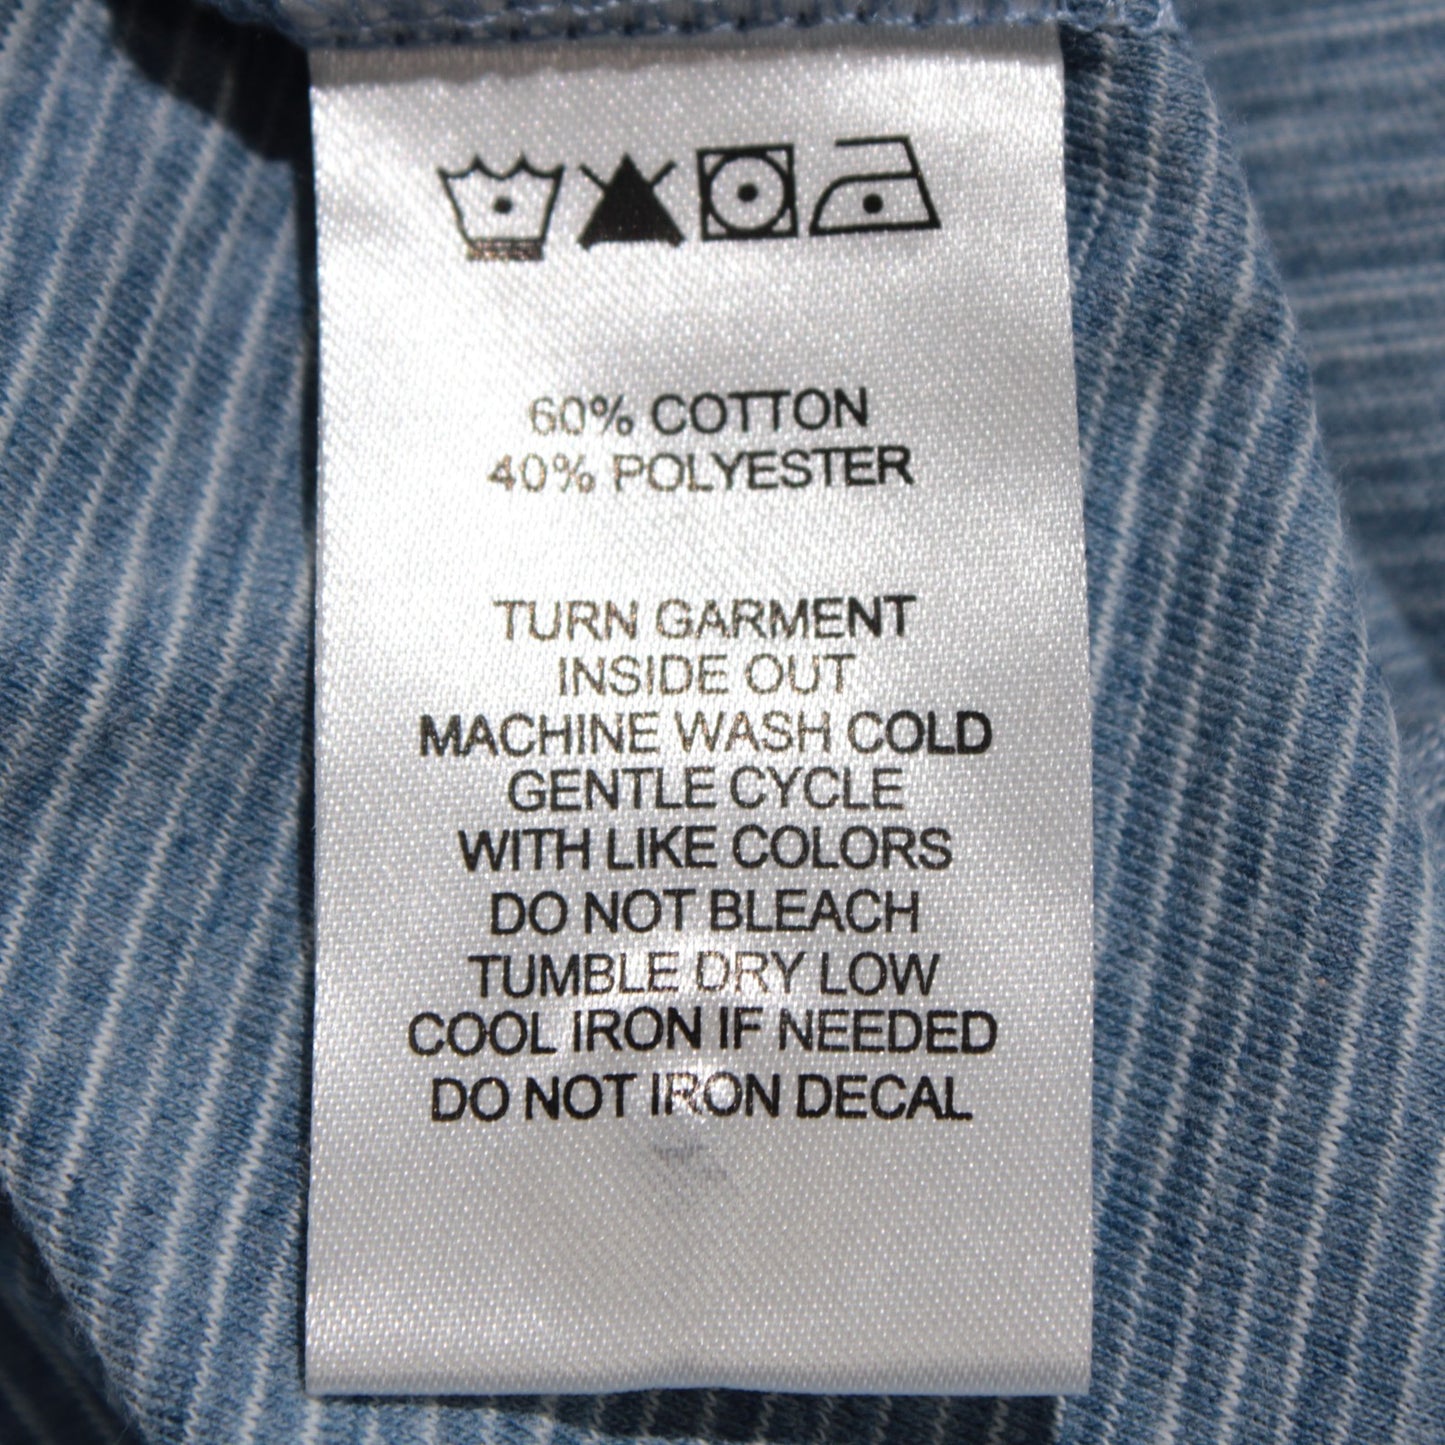 60% COTTON
40% POLYESTER
TURN GARMENT
INSIDE OUT
MACHINE WASH COLD
GENTLE CYCLE
WITH LIKE COLORS
DO NOT BLEACH
TUMBLE DRY LOW
COOL IRON IF NEEDED
DO NOT IRON DECAL